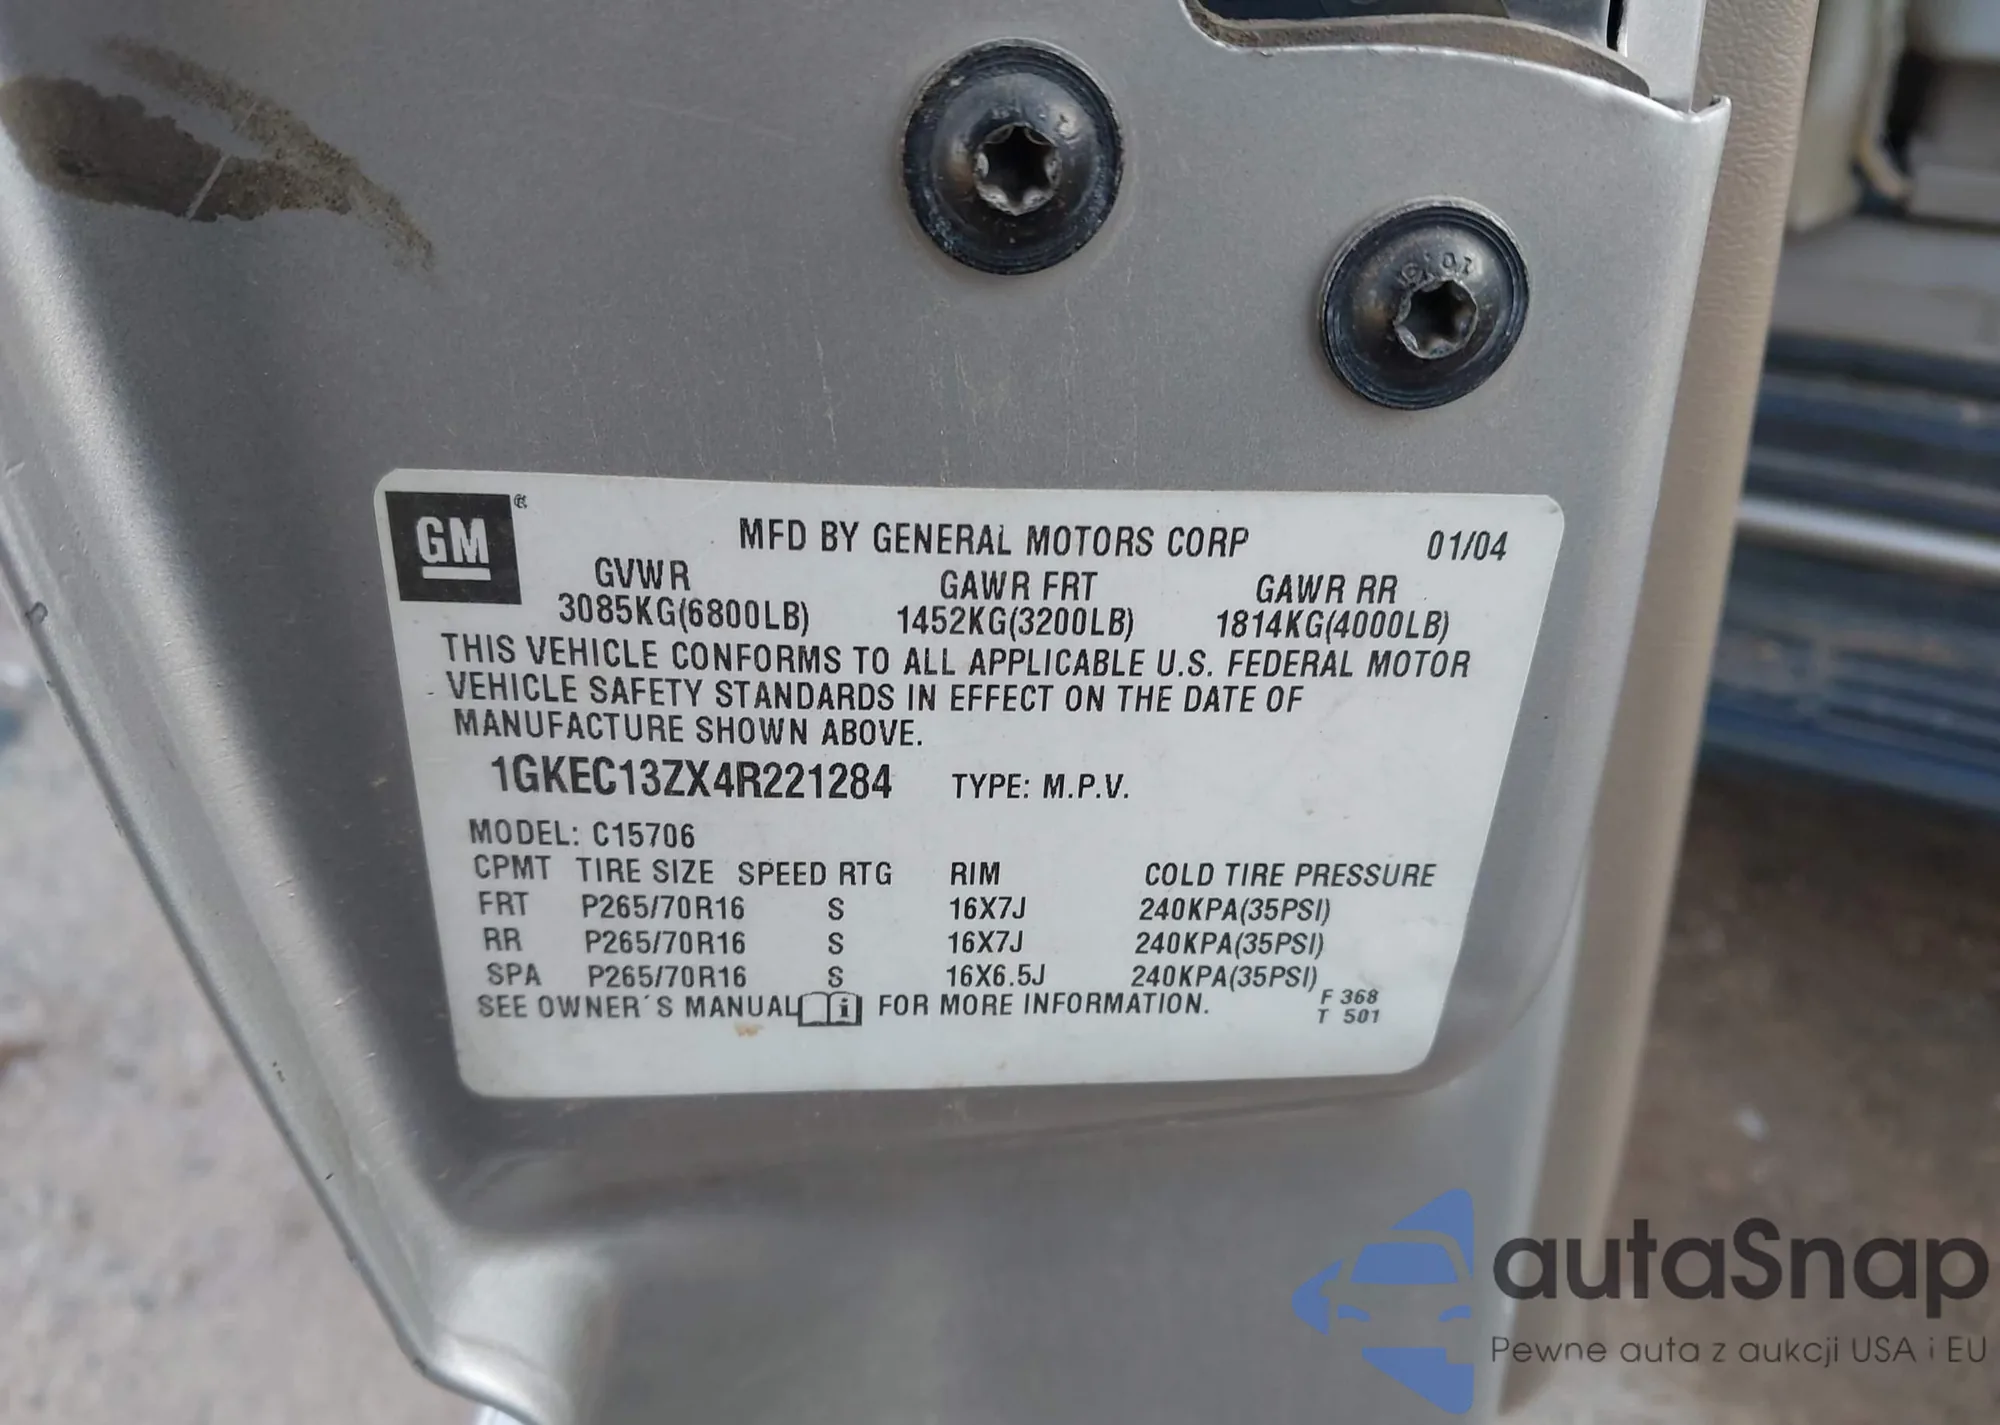 GM
MFD BY GENERAL MOTORS CORP 01/04
GVWR GAWR FRT GAWR RR
3085KG(6800LB) 1452KG(3200LB) 1814KG(4000LB)
THIS VEHICLE CONFORMS TO ALL APPLICABLE U.S. FEDERAL MOTOR
VEHICLE SAFETY STANDARDS IN EFFECT ON THE DATE OF
MANUFACTURE SHOWN ABOVE.
1GKEC13ZX4R221284 TYPE: M.P.V.
MODEL: C15706
CPMT TIRE SIZE SPEED RTG RIM COLD TIRE PRESSURE
FRT P265/70R16 S 16X7J 240KPA(35PSI)
RR P265/70R16 S 16X7J 240KPA(35PSI)
SPA P265/70R16 S 16X6.5J 240KPA(35PSI)
SEE OWNER´S MANUAL i FOR MORE INFORMATION.
F 368
T 501
autaSnap
Pewne auta z aukcji USA i EU